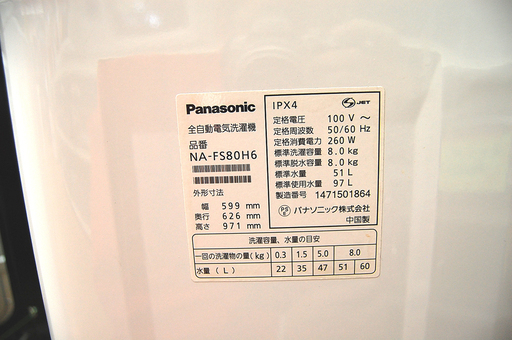 Panasonic
全自動電気洗濯機
品番
NA-FS80H6
外形寸法
幅 599 mm
奥行 626 mm
高さ 971 mm
IPX4
JET
定格電圧 100 V ～
定格周波数 50/60 Hz
定格消費電力 260 W
標準洗濯容量 8.0 kg
標準脱水容量 8.0 kg
標準水量 51 L
標準使用水量 97 L
製造番号 1471501864
PSE パナソニック株式会社
中国製
洗濯容量、水量の目安
一回の洗濯物の量(kg) 0.3 1.5 5.0 8.0
水量 (L) 22 35 47 51 60